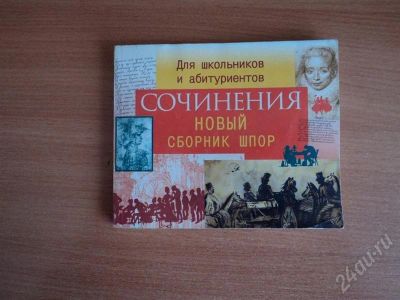 Для школьников
и абитуриентов
СОЧИНЕНИЯ
НОВЫЙ
СБОРНИК ШПОР
24au.ru